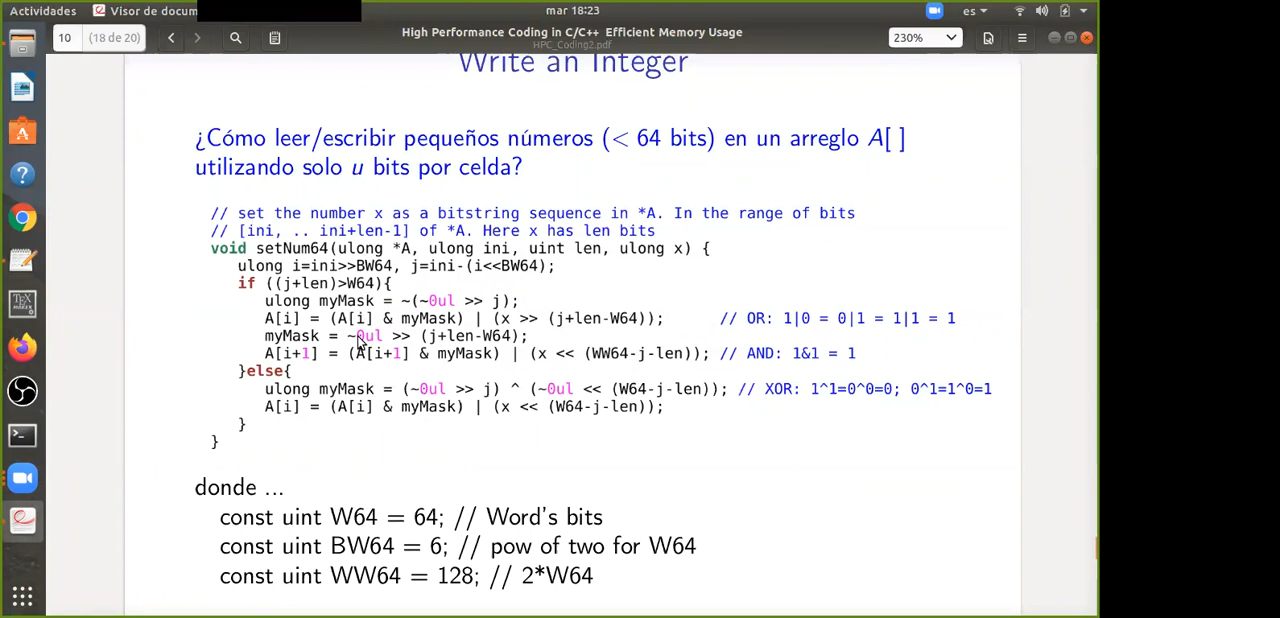 Actividades
Visor de docum
mar 18:23
es
10
(18 de 20)
High Performance Coding in C/C++ Efficient Memory Usage
HPC_Coding2.pdf
230%
Write an Integer
¿Cómo leer/escribir pequeños números (< 64 bits) en un arreglo A[ ]
utilizando solo u bits por celda?
// set the number x as a bitstring sequence in *A. In the range of bits
// [ini, .. ini+len-1] of *A. Here x has len bits
void setNum64(ulong *A, ulong ini, uint len, ulong x) {
ulong i=ini>>BW64, j=ini-(i<<BW64);
if ((j+len)>W64){
ulong myMask = ~(~0ul >> j);
A[i] = (A[i] & myMask) | (x >> (j+len-W64)); // OR: 1|0 = 0|1 = 1|1 = 1
myMask = ~0ul >> (j+len-W64);
A[i+1] = (A[i+1] & myMask) | (x << (WW64-j-len)); // AND: 1&1 = 1
}else{
ulong myMask = (~0ul >> j) ^ (~0ul << (W64-j-len)); // XOR: 1^1=0^0=0; 0^1=1^0=1
A[i] = (A[i] & myMask) | (x << (W64-j-len));
}
}
donde ...
const uint W64 = 64; // Word's bits
const uint BW64 = 6; // pow of two for W64
const uint WW64 = 128; // 2*W64